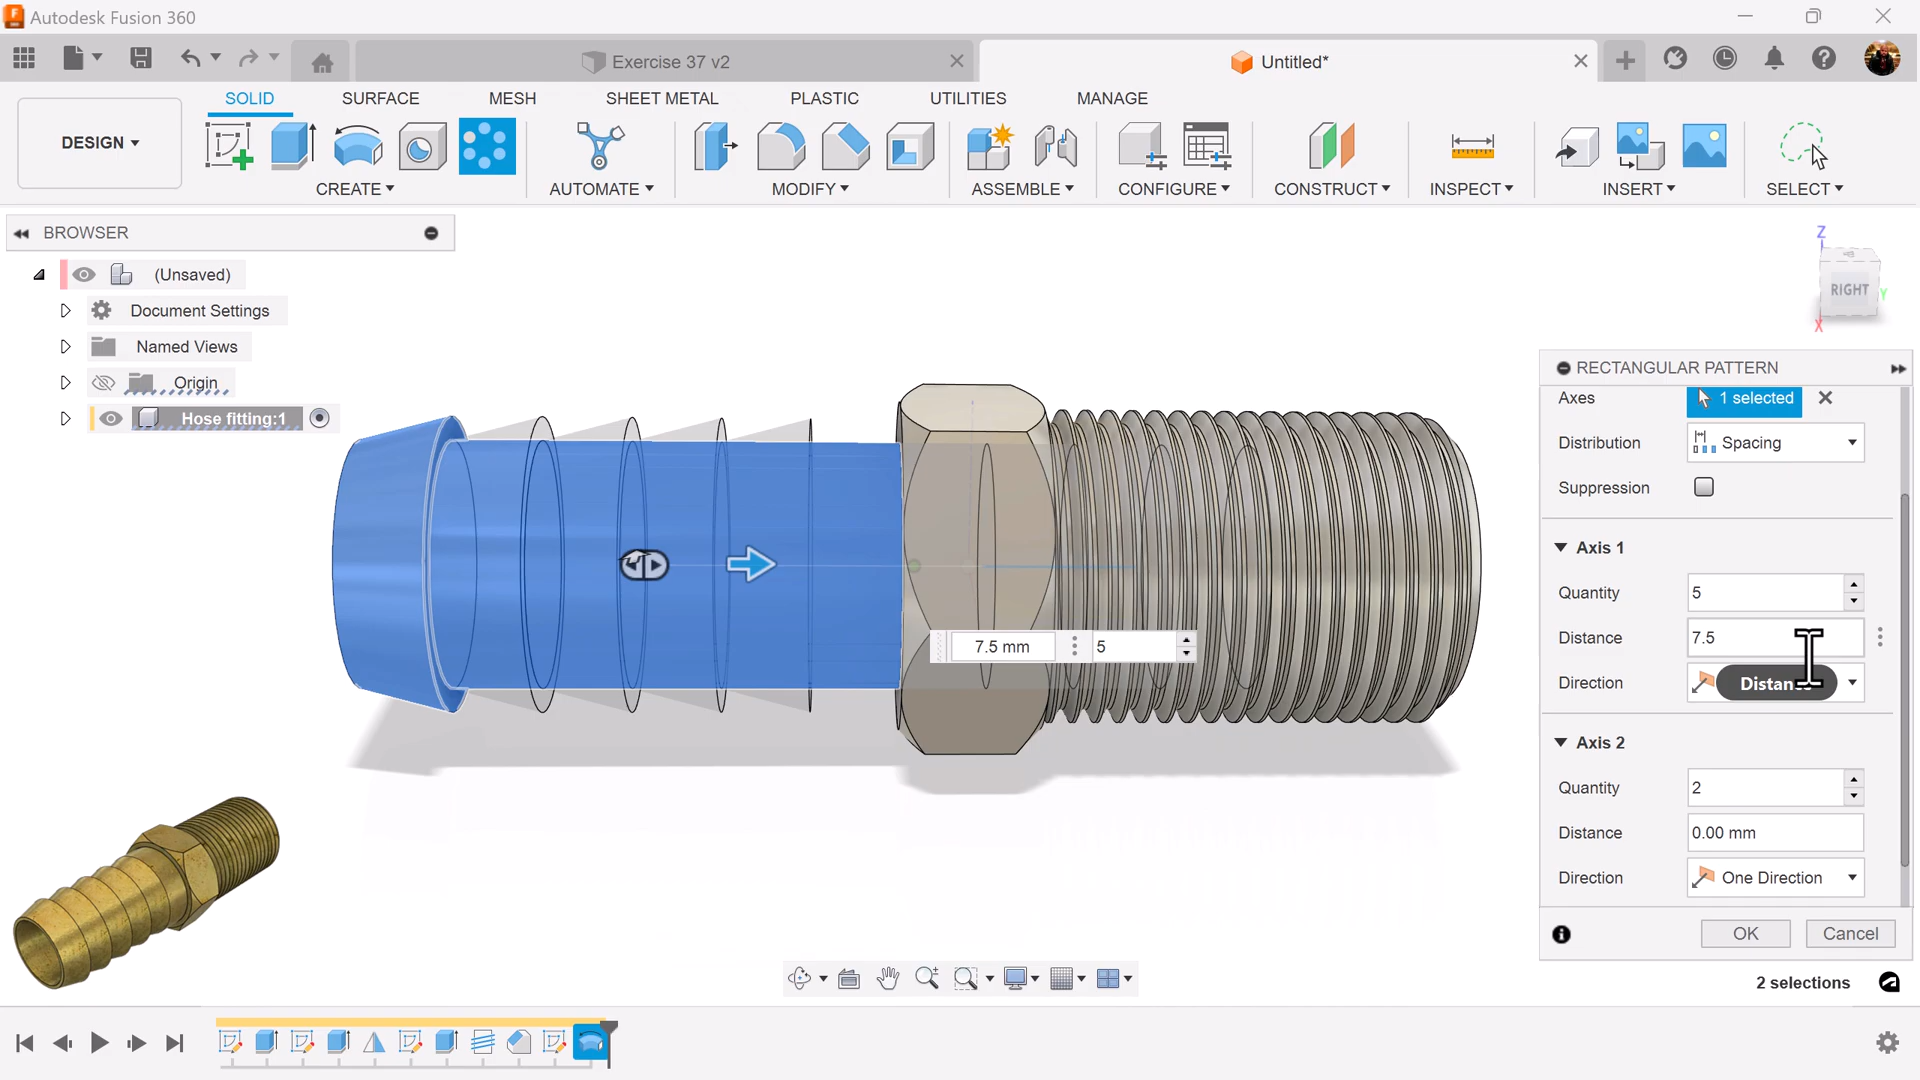 Autodesk Fusion 360
Exercise 37 v2
Untitled*
SOLID SURFACE MESH SHEET METAL PLASTIC UTILITIES MANAGE
DESIGN
CREATE AUTOMATE MODIFY ASSEMBLE CONFIGURE CONSTRUCT INSPECT INSERT SELECT
BROWSER
(Unsaved)
Document Settings
Named Views
Origin
Hose fitting:1
Z
RIGHT
Y
X
RECTANGULAR PATTERN
Axes 1 selected
Distribution Spacing
Suppression
Axis 1
Quantity 5
Distance 7.5
Direction
7.5 mm 5
Axis 2
Quantity 2
Distance 0.00 mm
Direction One Direction
OK Cancel
2 selections